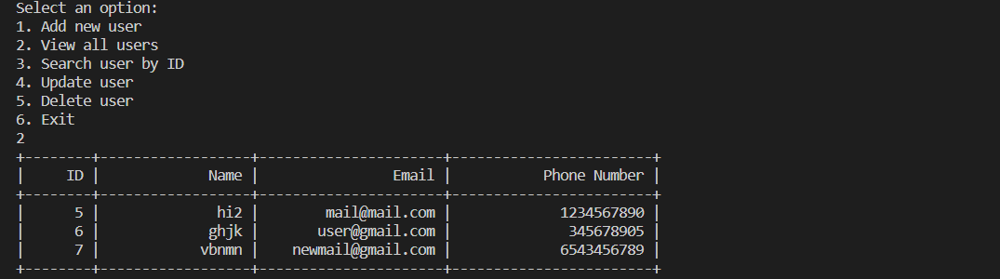 Select an option:
1. Add new user
2. View all users
3. Search user by ID
4. Update user
5. Delete user
6. Exit
2
+--------+------------------+----------------------+------------------------+
|     ID |             Name |                Email |           Phone Number |
+--------+------------------+----------------------+------------------------+
|      5 |              hi2 |        mail@mail.com |             1234567890 |
|      6 |             ghjk |       user@gmail.com |              345678905 |
|      7 |            vbnmn |    newmail@gmail.com |             6543456789 |
+--------+------------------+----------------------+------------------------+